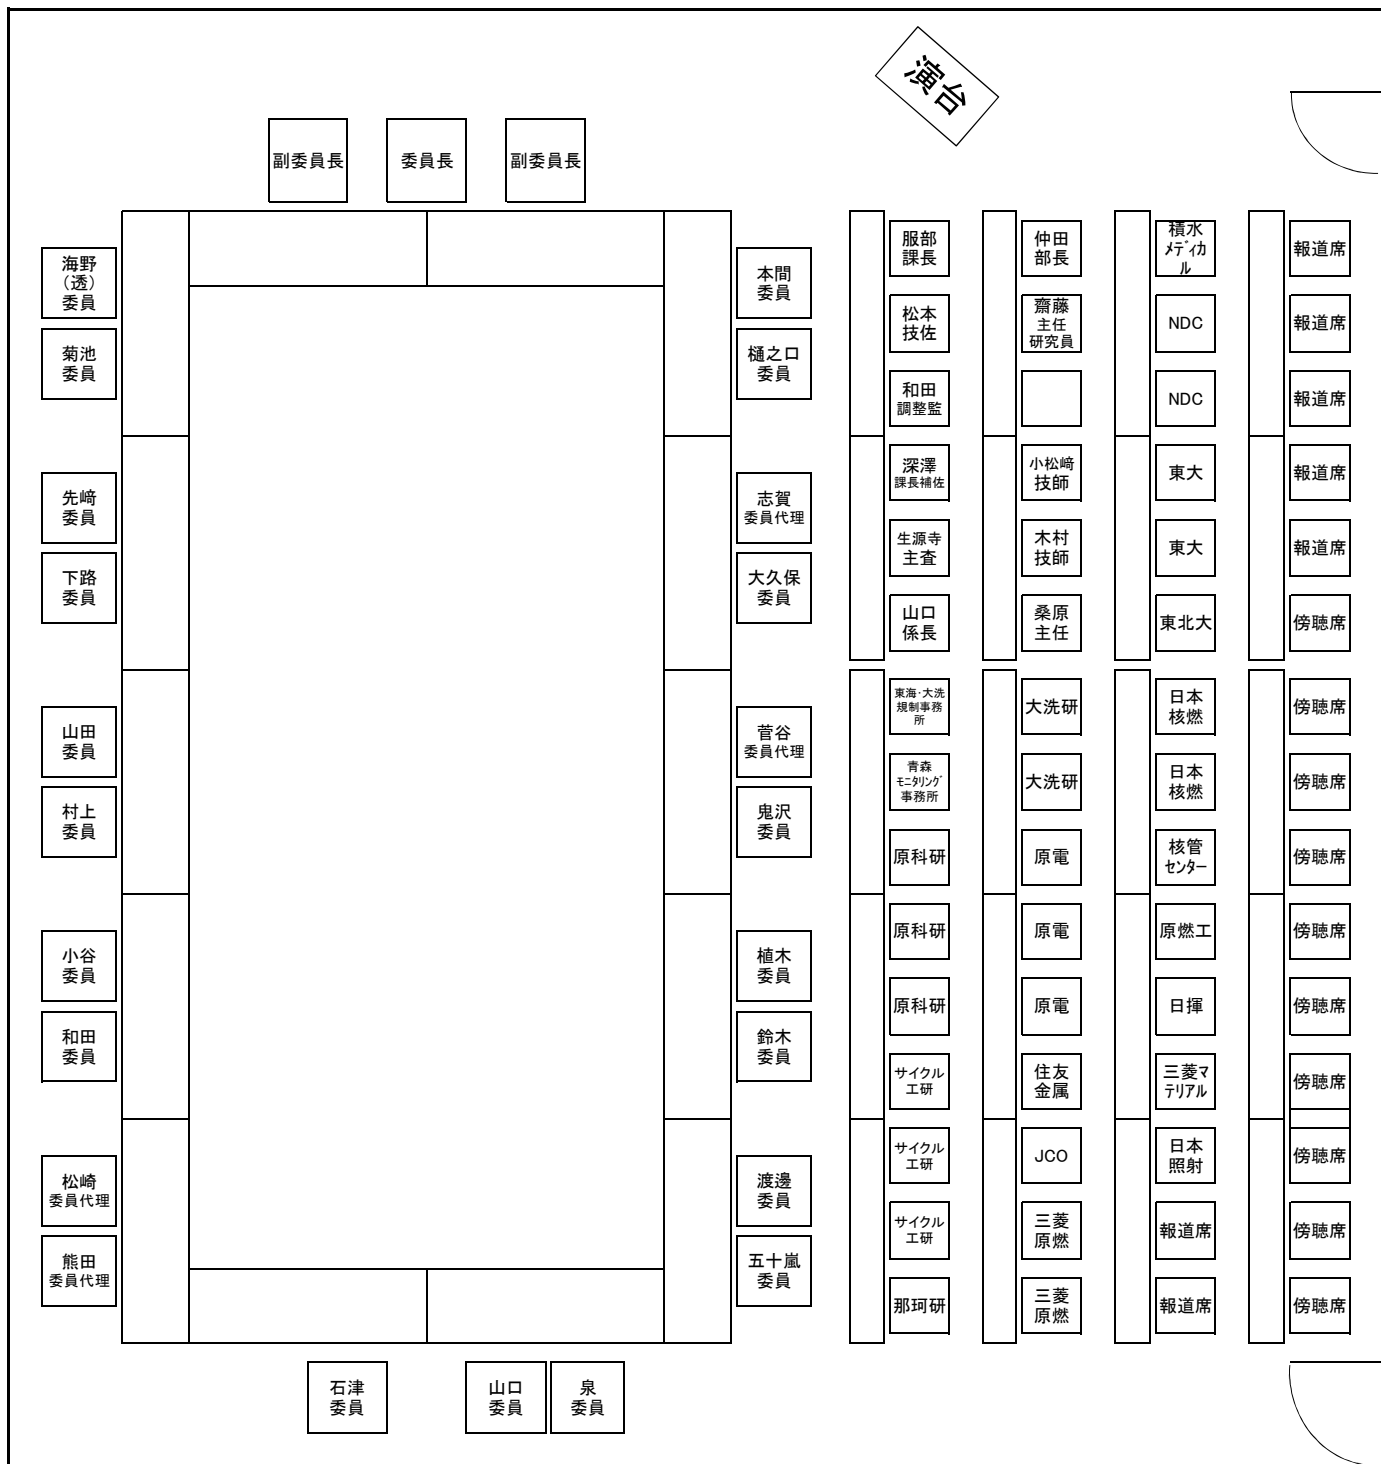 演台
副委員長
委員長
副委員長
海野
（透）
委員
菊池
委員
先﨑
委員
下路
委員
山田
委員
村上
委員
小谷
委員
和田
委員
松崎
委員代理
熊田
委員代理
本間
委員
樋之口
委員
志賀
委員代理
大久保
委員
菅谷
委員代理
鬼沢
委員
植木
委員
鈴木
委員
渡邊
委員
五十嵐
委員
石津
委員
山口
委員
泉
委員
服部
課長
松本
技佐
和田
調整監
深澤
課長補佐
生源寺
主査
山口
係長
東海・大洗
規制事務
所
青森
ﾓﾆﾀﾘﾝｸﾞ
事務所
原科研
原科研
原科研
サイクル
工研
サイクル
工研
サイクル
工研
那珂研
仲田
部長
齋藤
主任
研究員
小松﨑
技師
木村
技師
桑原
主任
大洗研
大洗研
原電
原電
原電
住友
金属
JCO
三菱
原燃
三菱
原燃
積水
ﾒﾃﾞｨｶ
ﾙ
NDC
NDC
東大
東大
東北大
日本
核燃
日本
核燃
核管
ｾﾝﾀｰ
原燃工
日揮
三菱ﾏ
ﾃﾘｱﾙ
日本
照射
報道席
報道席
報道席
報道席
報道席
報道席
報道席
傍聴席
傍聴席
傍聴席
傍聴席
傍聴席
傍聴席
傍聴席
傍聴席
傍聴席
傍聴席